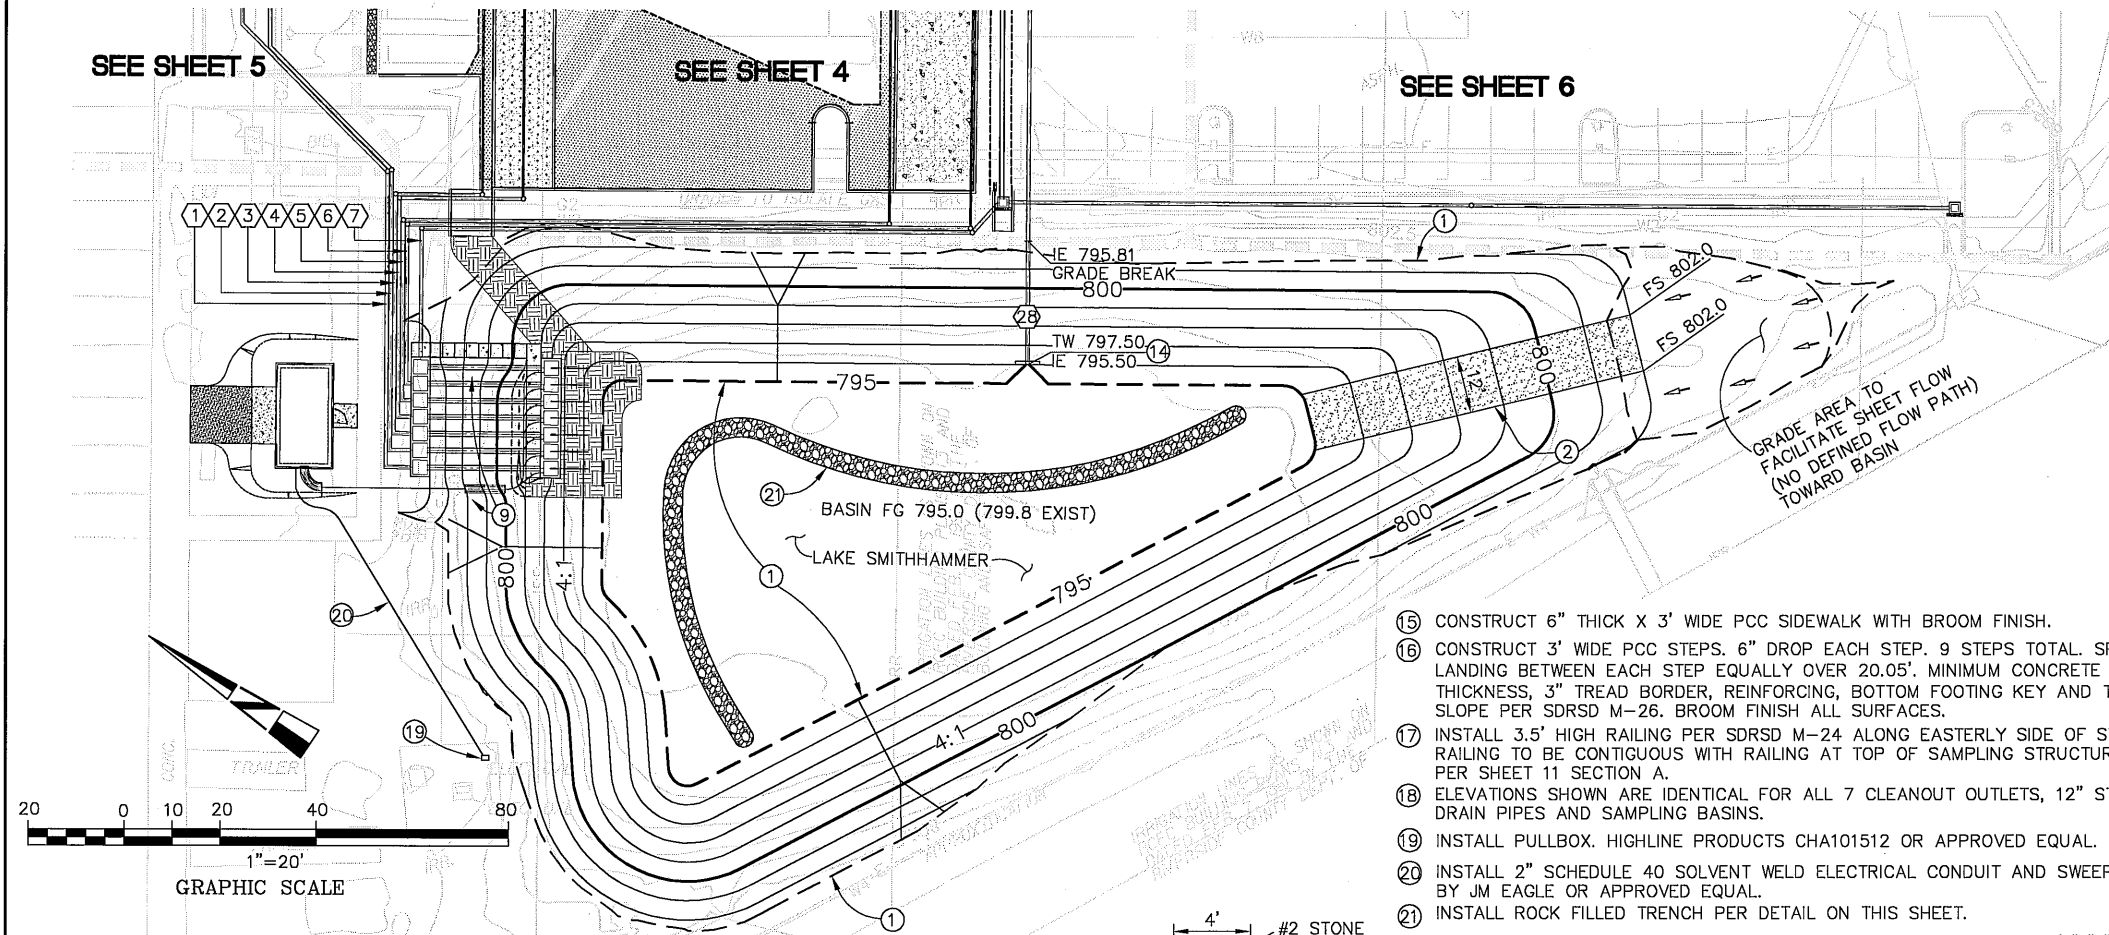 SEE SHEET 5
SEE SHEET 4
SEE SHEET 6
1 2 3 4 5 6 7
1
802.5
IE 795.81
GRADE BREAK
800
28
TW 797.50
14
IE 795.50
795
FS 802.0
FS 802.0
800
12'
2
GRADE AREA TO
FACILITATE SHEET FLOW
(NO DEFINED FLOW PATH)
TOWARD BASIN
21
BASIN FG 795.0 (799.8 EXIST)
LAKE SMITHHAMMER
1
9
800
4:1
800
795
20
19
4:1
800
1
CONC.
TRAILER
20 0 10 20 40 80
1"=20'
GRAPHIC SCALE
N
15 CONSTRUCT 6" THICK X 3' WIDE PCC SIDEWALK WITH BROOM FINISH.
16 CONSTRUCT 3' WIDE PCC STEPS. 6" DROP EACH STEP. 9 STEPS TOTAL.
LANDING BETWEEN EACH STEP EQUALLY OVER 20.05'. MINIMUM CONCRETE
THICKNESS, 3" TREAD BORDER, REINFORCING, BOTTOM FOOTING KEY AND
SLOPE PER SDRSD M-26. BROOM FINISH ALL SURFACES.
17 INSTALL 3.5' HIGH RAILING PER SDRSD M-24 ALONG EASTERLY SIDE OF
RAILING TO BE CONTIGUOUS WITH RAILING AT TOP OF SAMPLING STRUCTUR
PER SHEET 11 SECTION A.
18 ELEVATIONS SHOWN ARE IDENTICAL FOR ALL 7 CLEANOUT OUTLETS, 12" ST
DRAIN PIPES AND SAMPLING BASINS.
19 INSTALL PULLBOX. HIGHLINE PRODUCTS CHA101512 OR APPROVED EQUAL.
20 INSTALL 2" SCHEDULE 40 SOLVENT WELD ELECTRICAL CONDUIT AND SWEEP
BY JM EAGLE OR APPROVED EQUAL.
21 INSTALL ROCK FILLED TRENCH PER DETAIL ON THIS SHEET.
4'
#2 STONE